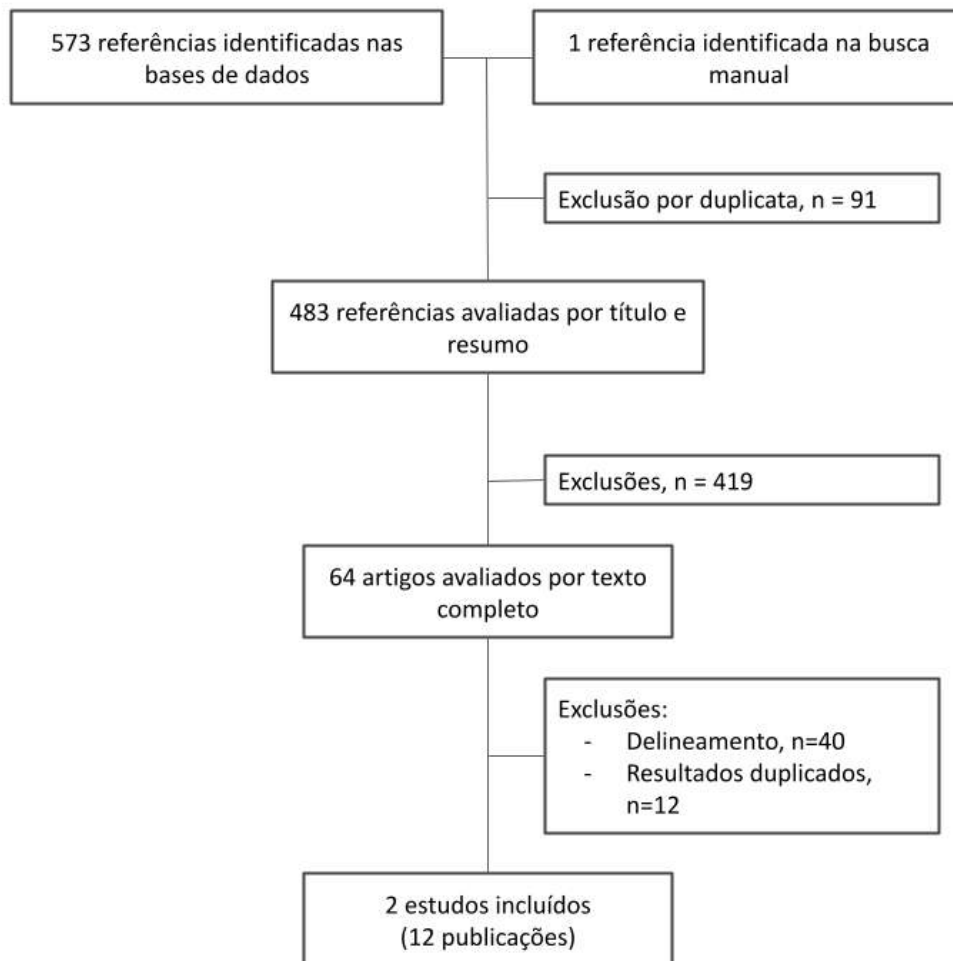 573 referências identificadas nas
bases de dados
1 referência identificada na busca
manual
Exclusão por duplicata, n = 91
483 referências avaliadas por título e
resumo
Exclusões, n = 419
64 artigos avaliados por texto
completo
Exclusões:
- Delineamento, n=40
- Resultados duplicados,
n=12
2 estudos incluídos
(12 publicações)